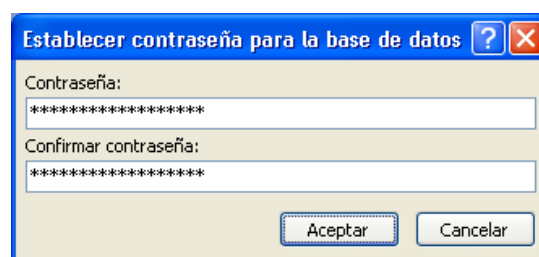 Establecer contraseña para la base de datos ?
Contraseña:
******************
Confirmar contraseña:
******************
Aceptar Cancelar